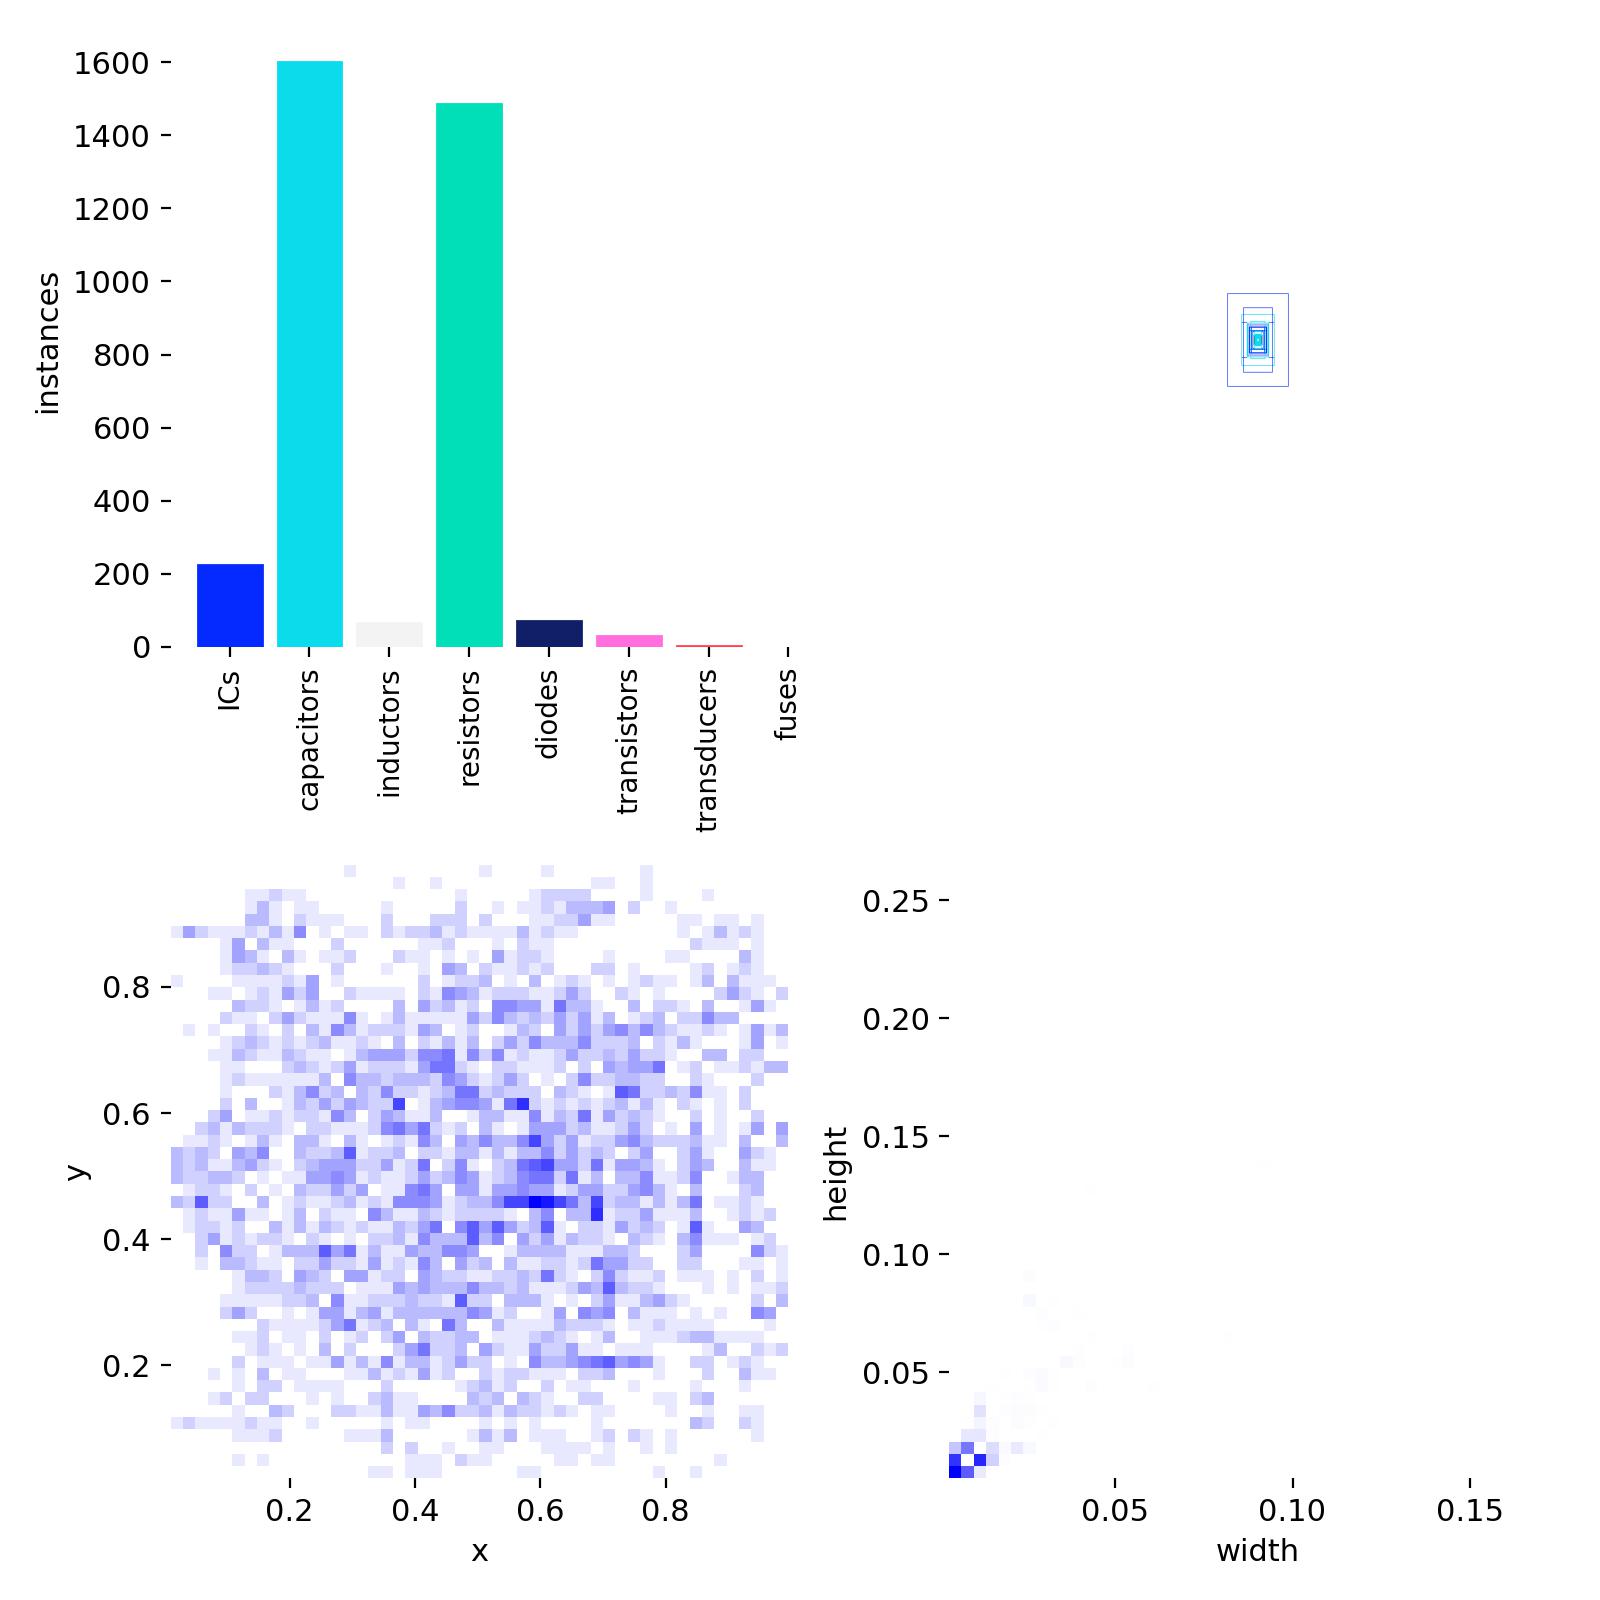 1600
1400
1200
1000
800
600
400
200
0
instances
ICs
capacitors
inductors
resistors
diodes
transistors
transducers
fuses
0.8
0.6
0.4
0.2
y
0.2 0.4 0.6 0.8
x
0.25
0.20
0.15
0.10
0.05
height
0.05 0.10 0.15
width